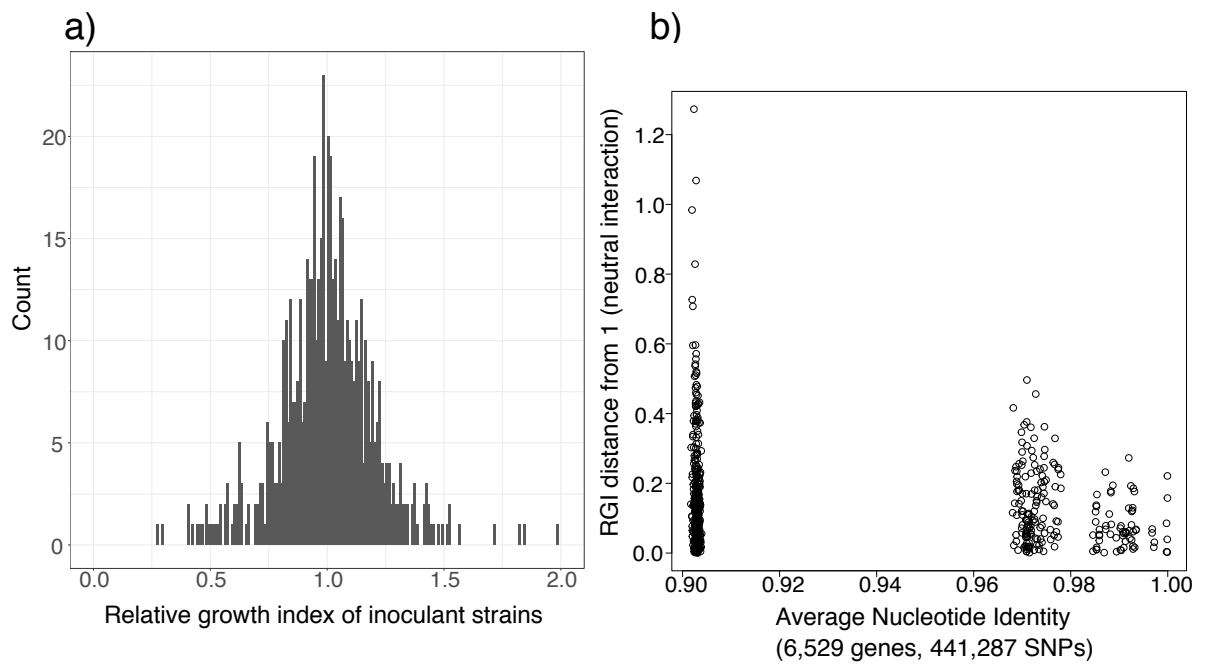 a)
20
15
10
5
0
Count
0.0 0.5 1.0 1.5 2.0
Relative growth index of inoculant strains
b)
1.2
1.0
0.8
0.6
0.4
0.2
0.0
RGI distance from 1 (neutral interaction)
0.90 0.92 0.94 0.96 0.98 1.00
Average Nucleotide Identity
(6,529 genes, 441,287 SNPs)